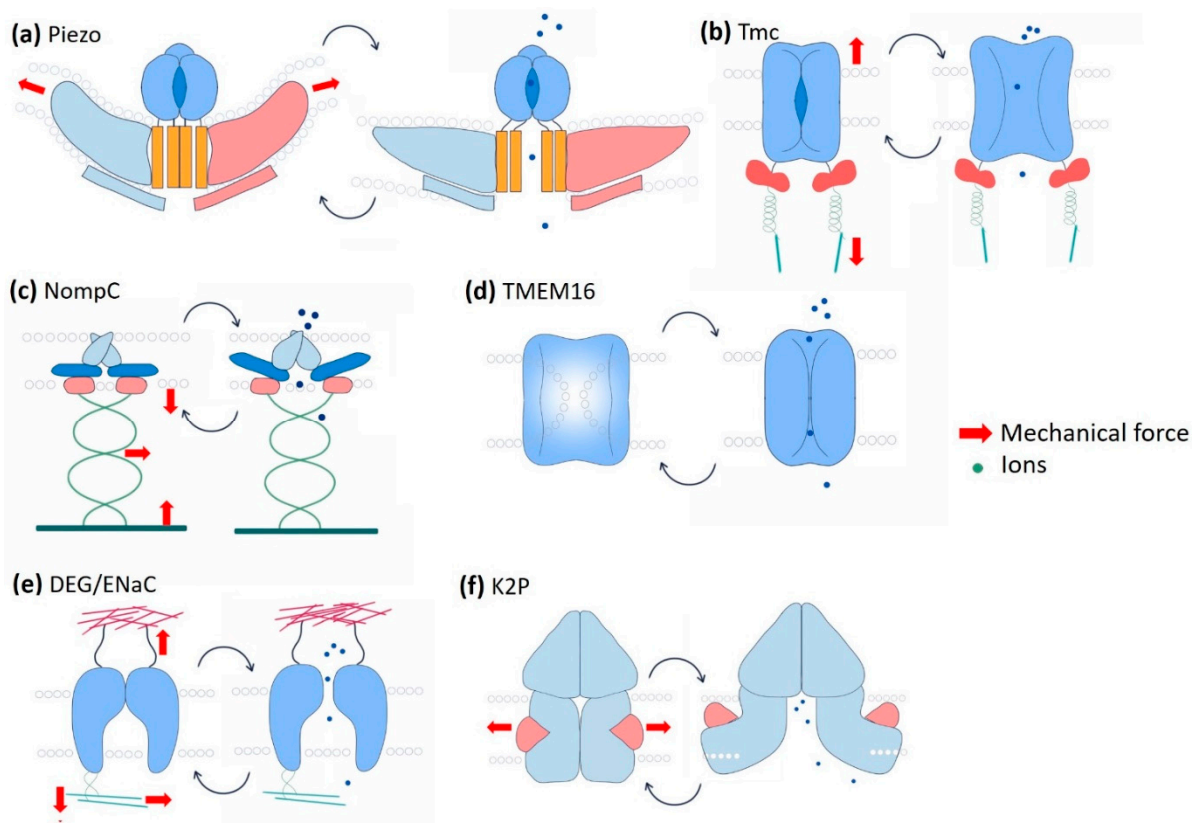 (a) Piezo
(b) Tmc
(c) NompC
(d) TMEM16
Mechanical force
Ions
(e) DEG/ENaC
(f) K2P